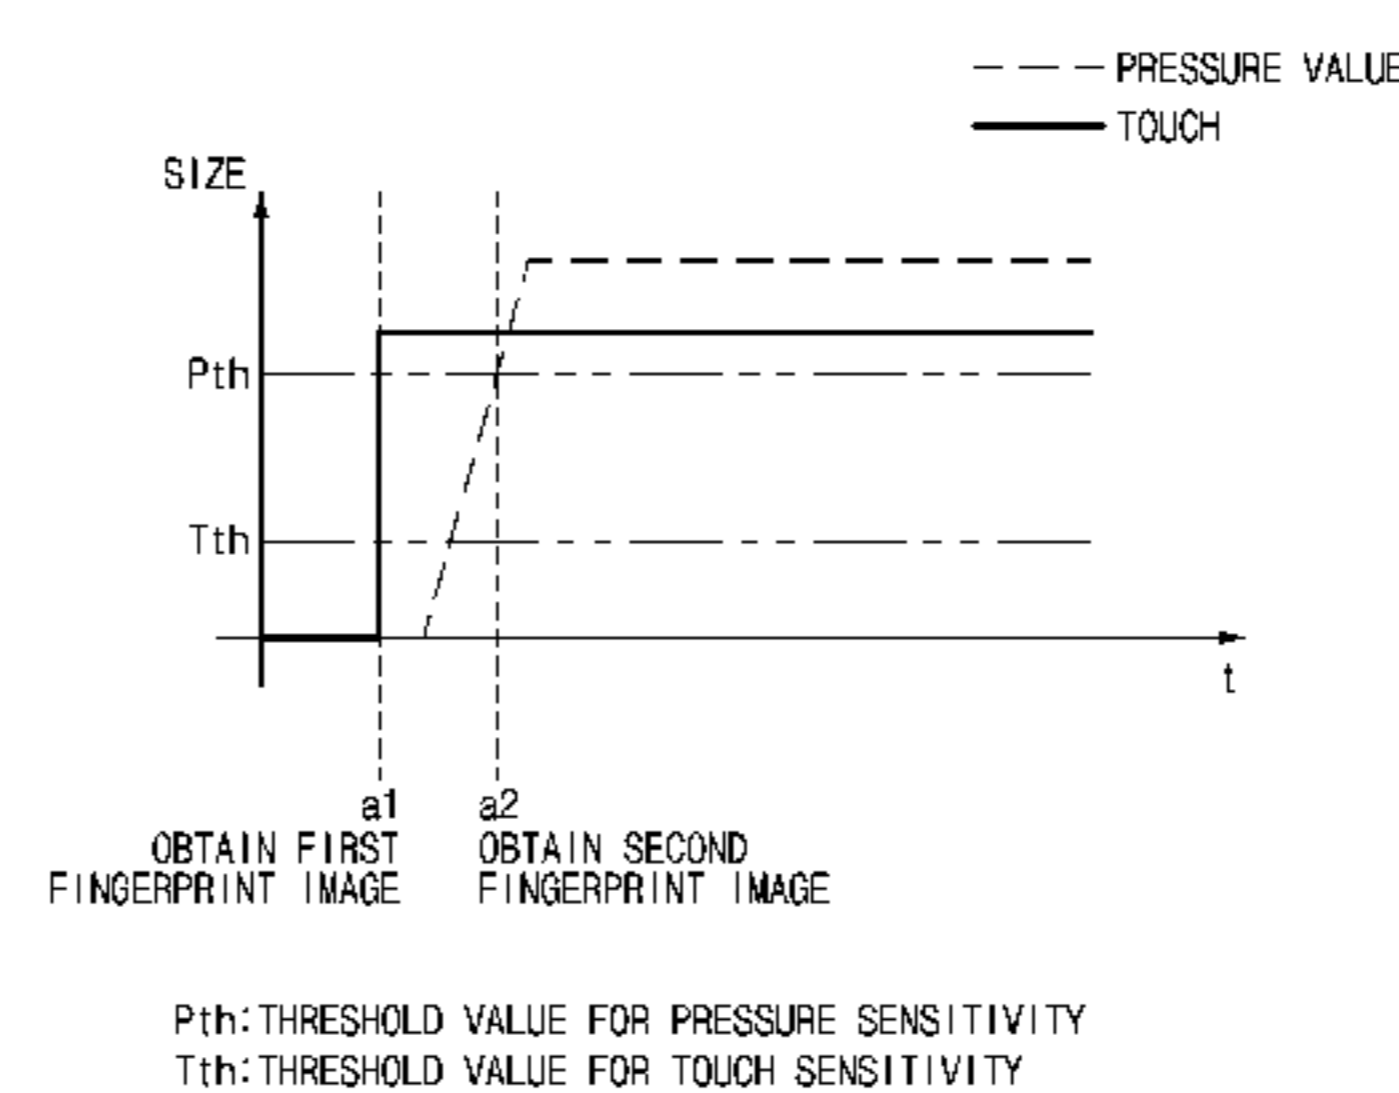 PRESSURE VALUE
TOUCH
SIZE
Pth
Tth
t
a1
OBTAIN FIRST
FINGERPRINT IMAGE
a2
OBTAIN SECOND
FINGERPRINT IMAGE
Pth:THRESHOLD VALUE FOR PRESSURE SENSITIVITY
Tth:THRESHOLD VALUE FOR TOUCH SENSITIVITY